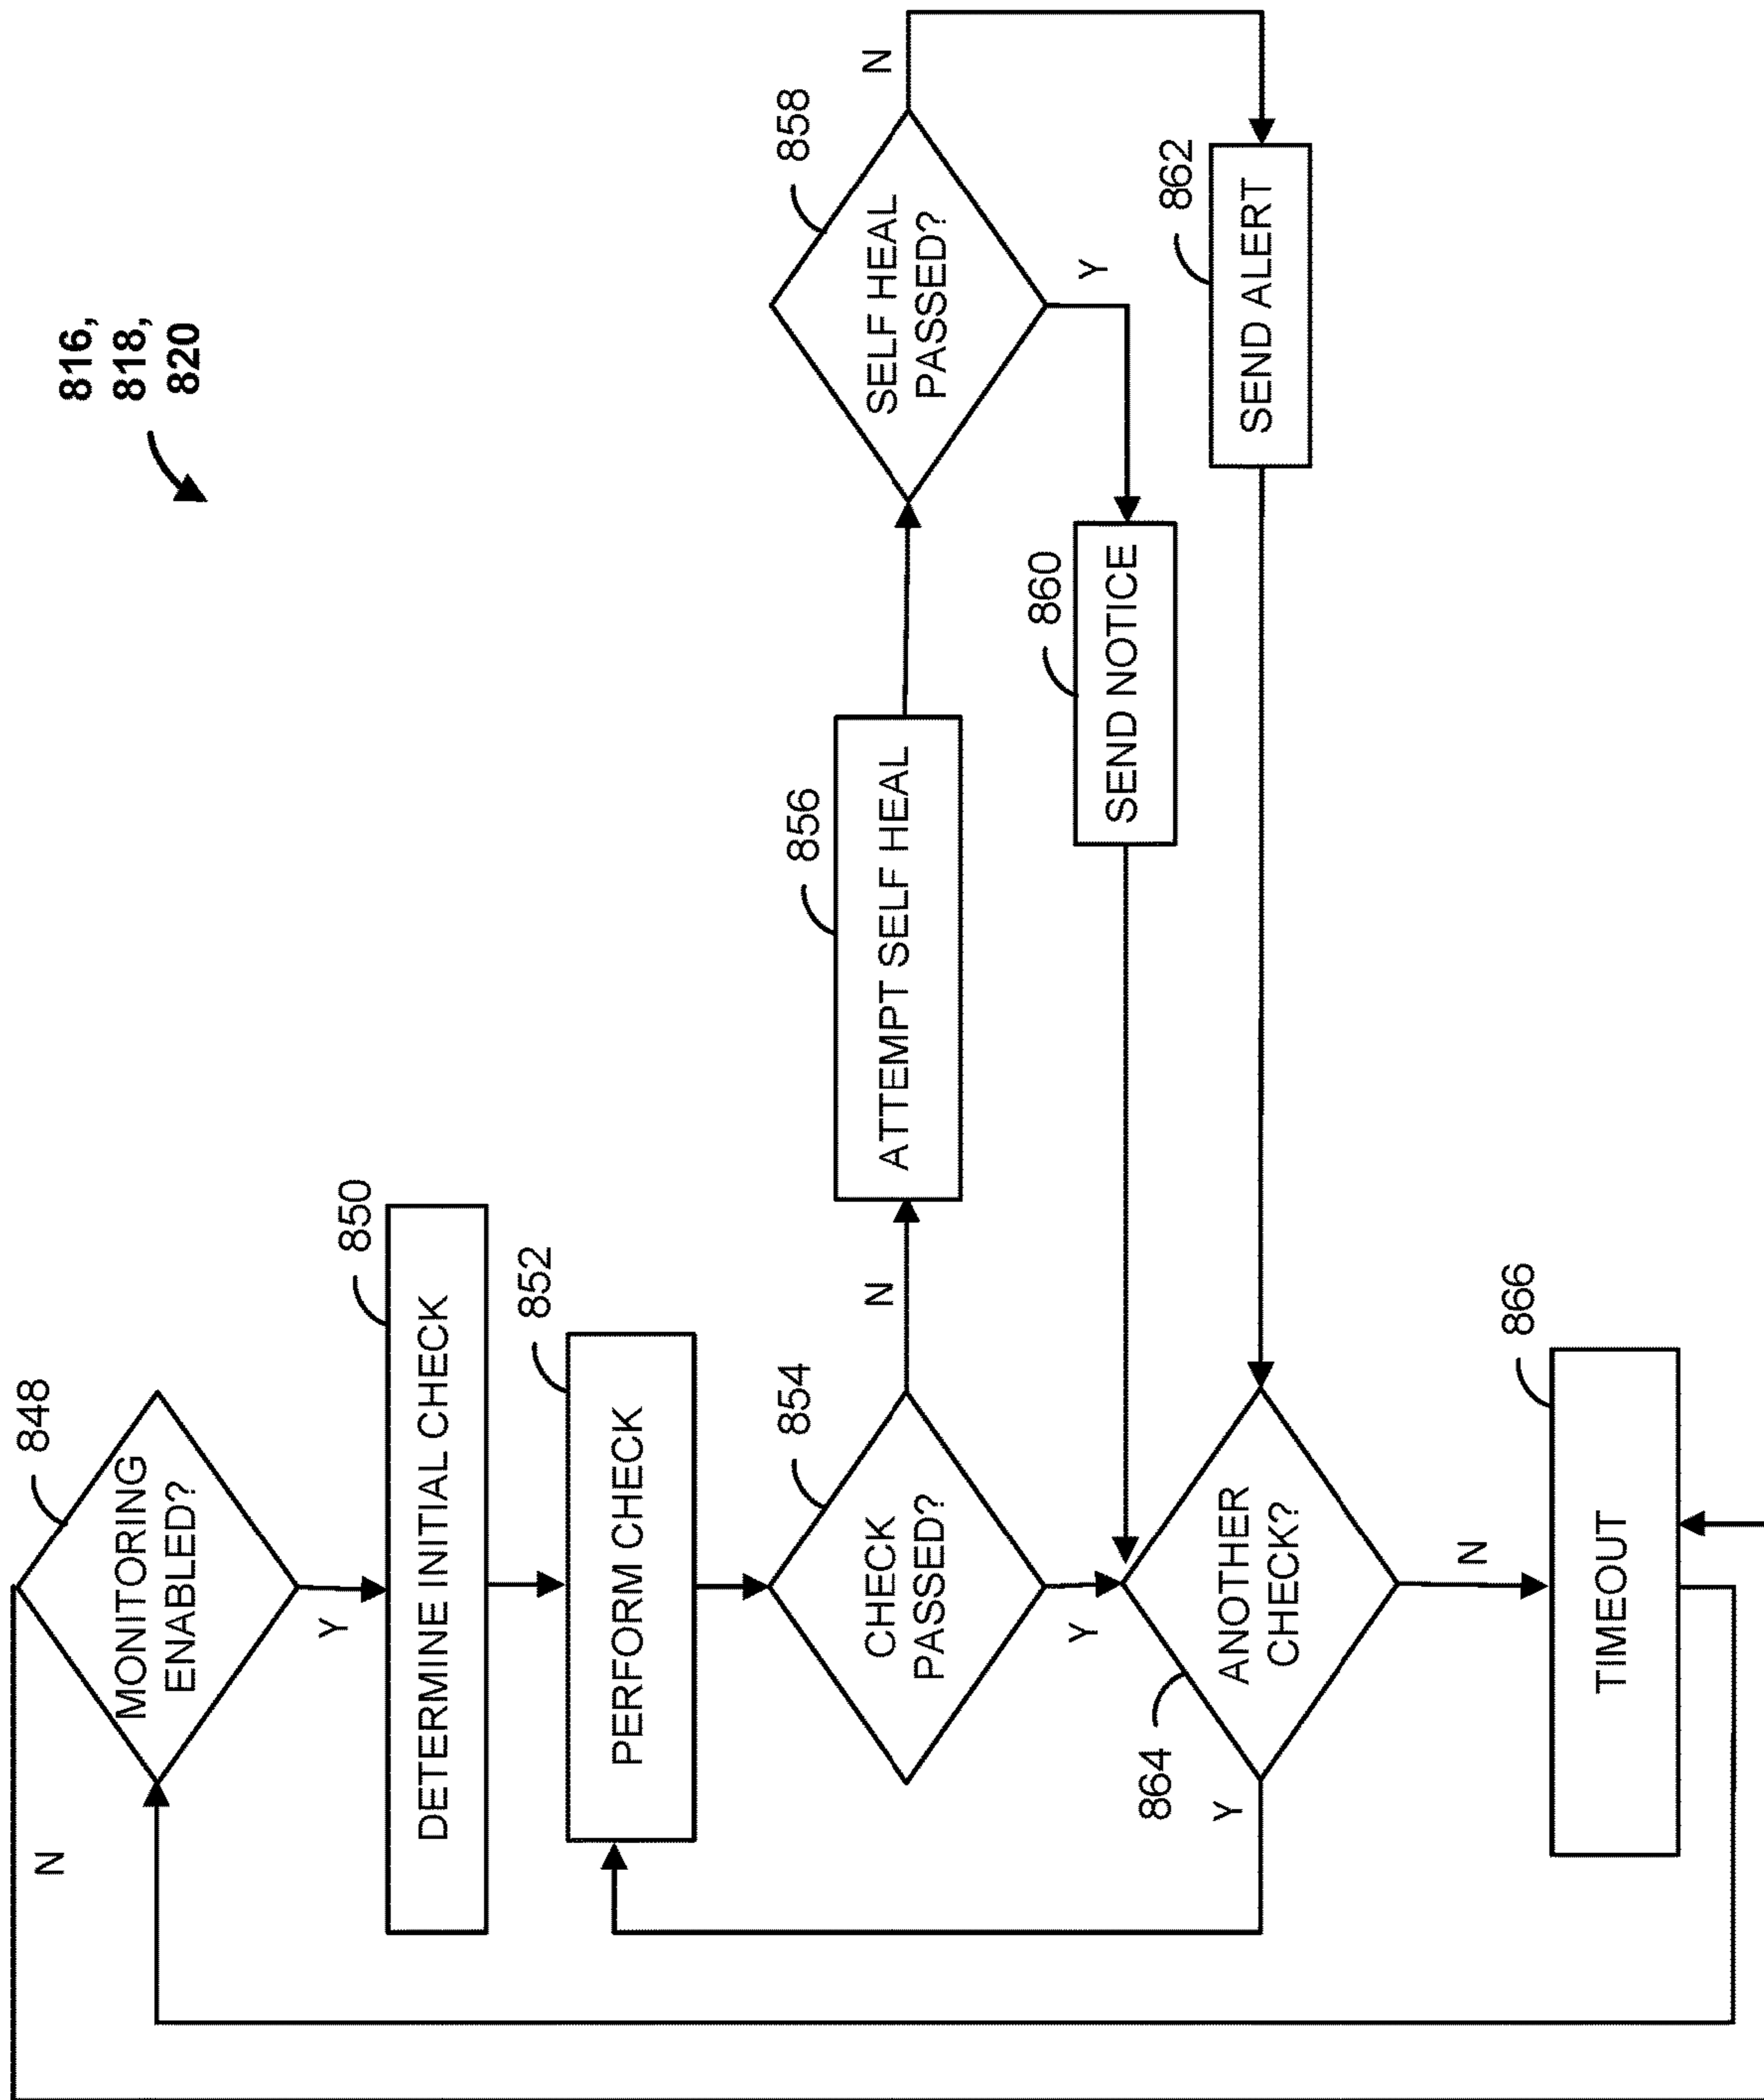 816,
818,
820
848
MONITORING
ENABLED?
N
Y
850
DETERMINE INITIAL CHECK
852
PERFORM CHECK
854
CHECK
PASSED?
N
Y
856
ATTEMPT SELF HEAL
858
SELF HEAL
PASSED?
N
Y
860
SEND NOTICE
862
SEND ALERT
864
ANOTHER
CHECK?
Y
N
866
TIMEOUT